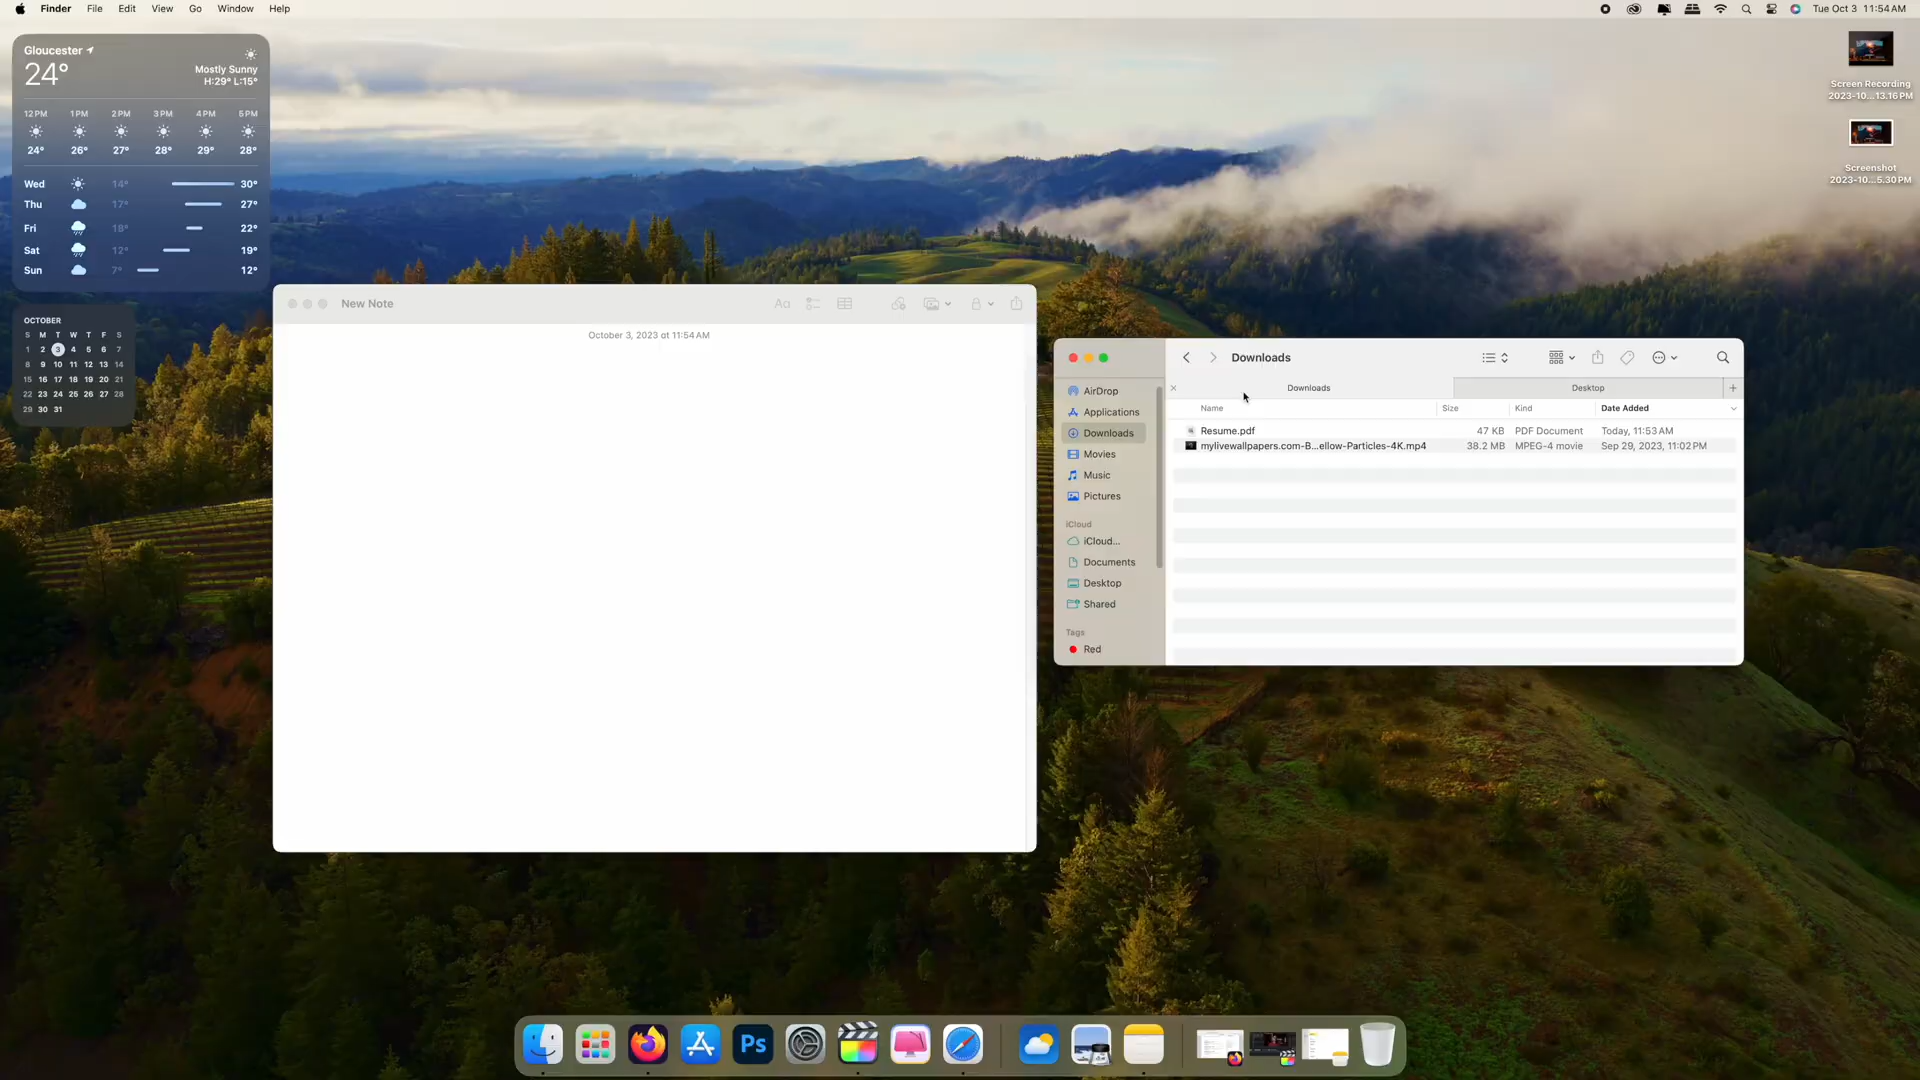 Finder File Edit View Go Window Help
Tue Oct 3 11:54 AM
Gloucester
24°
Mostly Sunny
H:29° L:15°
12PM 1PM 2PM 3PM 4PM 5PM
24° 26° 27° 28° 29° 28°
Wed 14° 30°
Thu 17° 27°
Fri 18° 22°
Sat 12° 19°
Sun 7° 12°
OCTOBER
S M T W T F S
1 2 3 4 5 6 7
8 9 10 11 12 13 14
15 16 17 18 19 20 21
22 23 24 25 26 27 28
29 30 31
Screen Recording
2023-10...13.16 PM
Screenshot
2023-10...5.30 PM
New Note
Aa
October 3, 2023 at 11:54 AM
Downloads
Downloads Desktop
Name Size Kind Date Added
Resume.pdf 47 KB PDF Document Today, 11:53 AM
mylivewallpapers.com-B...ellow-Particles-4K.mp4 38.2 MB MPEG-4 movie Sep 29, 2023, 11:02 PM
AirDrop
Applications
Downloads
Movies
Music
Pictures
iCloud
iCloud...
Documents
Desktop
Shared
Tags
Red
Ps